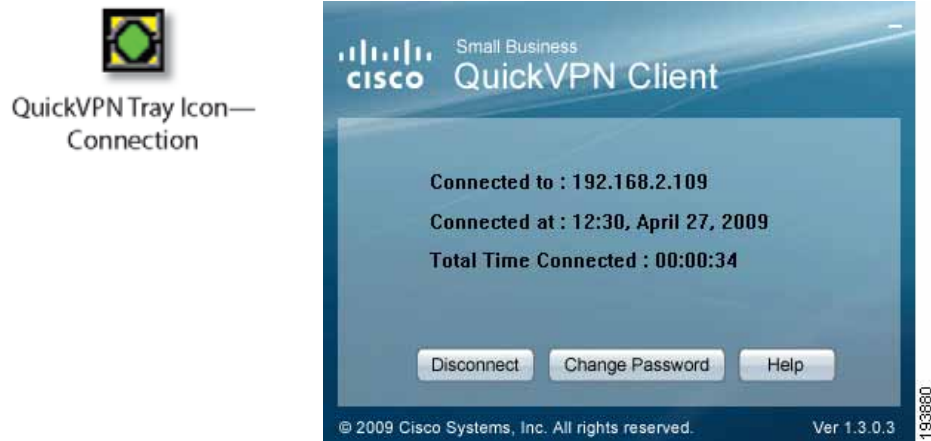 QuickVPN Tray Icon—
Connection
Small Business
CISCO QuickVPN Client
Connected to : 192.168.2.109
Connected at : 12:30, April 27, 2009
Total Time Connected : 00:00:34
Disconnect Change Password Help
© 2009 Cisco Systems, Inc. All rights reserved. Ver 1.3.0.3
193880